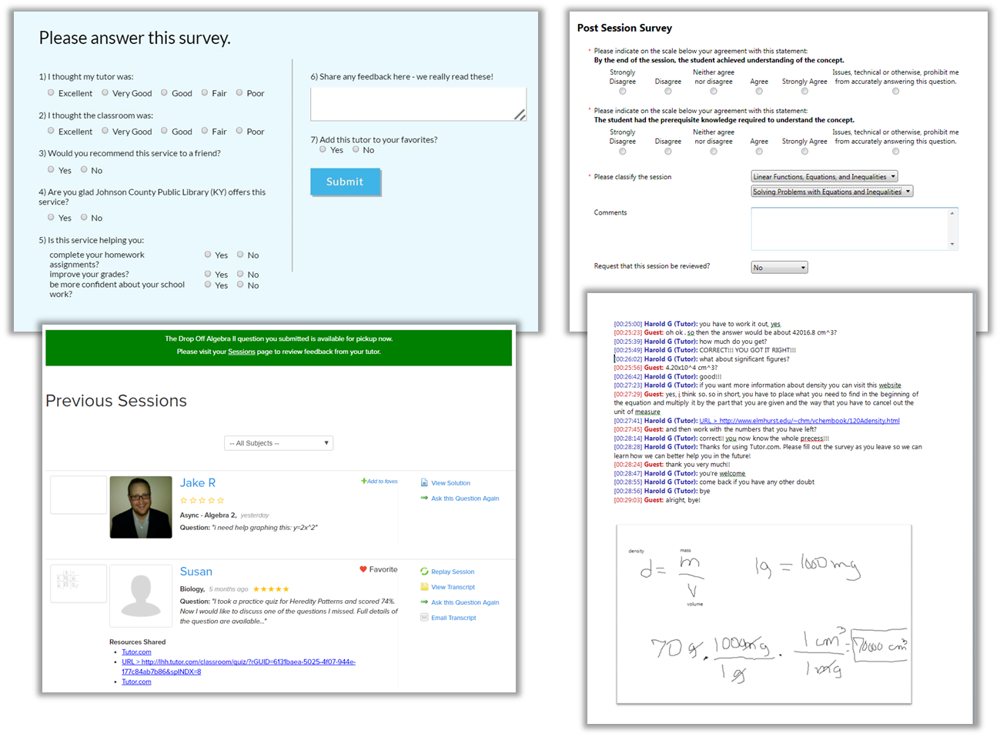 Please answer this survey.
1) I thought my tutor was:
Excellent Very Good Good Fair Poor
2) I thought the classroom was:
Excellent Very Good Good Fair Poor
3) Would you recommend this service to a friend?
Yes No
4) Are you glad Johnson County Public Library (KY) offers this
service?
Yes No
5) Is this service helping you:
complete your homework
assignments?
Yes No
improve your grades?
Yes No
be more confident about your school
work?
Yes No
6) Share any feedback here - we really read these!
7) Add this tutor to your favorites?
Yes No
Submit
Post Session Survey
* Please indicate on the scale below your agreement with this statement:
By the end of the session, the student achieved understanding of the concept.
Strongly
Disagree
Disagree
Neither agree
nor disagree
Agree
Strongly Agree
Issues, technical or otherwise, prohibit me
from accurately answering this question.
* Please indicate on the scale below your agreement with this statement:
The student had the prerequisite knowledge required to understand the concept.
Strongly
Disagree
Disagree
Neither agree
nor disagree
Agree
Strongly Agree
Issues, technical or otherwise, prohibit me
from accurately answering this question.
* Please classify the session
Linear Functions, Equations, and Inequalities
Solving Problems with Equations and Inequalities
Comments
Request that this session be reviewed?
No
The Drop Off Algebra II question you submitted is available for pickup now.
Please visit your Sessions page to review feedback from your tutor.
Previous Sessions
-- All Subjects --
Jake R
Add to faves
Async - Algebra 2, yesterday
Question: "i need help graphing this: y=2x^2"
View Solution
Ask this Question Again
Susan
Favorite
Biology, 5 months ago
Question: "I took a practice quiz for Heredity Patterns and scored 74%.
Now I would like to discuss one of the questions I missed. Full details of
the question are available..."
Replay Session
View Transcript
Ask this Question Again
Email Transcript
Resources Shared
• Tutor.com
• URL > http://lhh.tutor.com/classroom/quiz/?rGUID=6131baea-5025-4f07-944e-
177c84ab7b86&spINDX=8
• Tutor.com
[00:25:00] Harold G (Tutor): you have to work it out, yes
[00:25:23] Guest: oh ok . so then the answer would be about 42016.8 cm^3?
[00:25:39] Harold G (Tutor): how much do you get?
[00:25:49] Harold G (Tutor): CORRECT!!! YOU GOT IT RIGHT!!!
[00:26:02] Harold G (Tutor): what about significant figures?
[00:25:56] Guest: 4.20x10^4 cm^3?
[00:26:42] Harold G (Tutor): good!!!
[00:27:23] Harold G (Tutor): if you want more information about density you can visit this website
[00:27:29] Guest: yes, i think so. so in short, you have to place what you need to find in the beginning of
the equation and multiply it by the part that you are given and the way that you have to cancel out the
unit of measure
[00:27:41] Harold G (Tutor): URL > http://www.elmhurst.edu/~chm/vchembook/120Adensity.html
[00:27:45] Guest: and then work with the numbers that you have left?
[00:28:14] Harold G (Tutor): correct!! you now know the whole precess!!!
[00:28:28] Harold G (Tutor): Thanks for using Tutor.com. Please fill out the survey as you leave so we can
learn how we can better help you in the future!
[00:28:24] Guest: thank you very much!!
[00:28:47] Harold G (Tutor): you're welcome
[00:28:55] Harold G (Tutor): come back if you have any other doubt
[00:28:56] Harold G (Tutor): bye
[00:29:03] Guest: alright, bye!
density
mass
d = m / V
volume
1g = 1000 mg
70g . 1000mg / 1g . 1 cm³ / 1mg = 70000 cm³